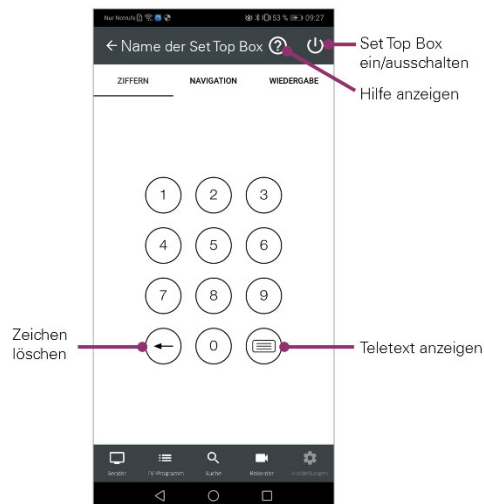 Nur Notrufe 53 % 09:27
Name der Set Top Box
Set Top Box
ein/ausschalten
ZIFFERN NAVIGATION WIEDERGABE
Hilfe anzeigen
1 2 3
4 5 6
7 8 9
Zeichen
löschen
0
Teletext anzeigen
Sender TV-Programm Suche Rekorder Einstellungen